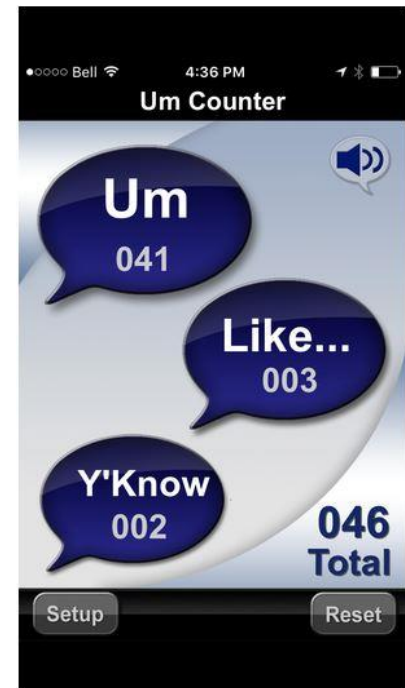 Bell 4:36 PM
Um Counter
Um
041
Like...
003
Y'Know
002
046
Total
Setup Reset